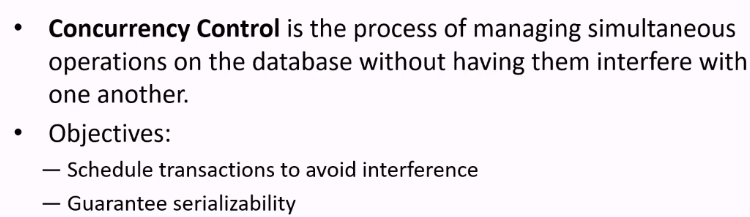 • Concurrency Control is the process of managing simultaneous
operations on the database without having them interfere with
one another.
• Objectives:
— Schedule transactions to avoid interference
— Guarantee serializability